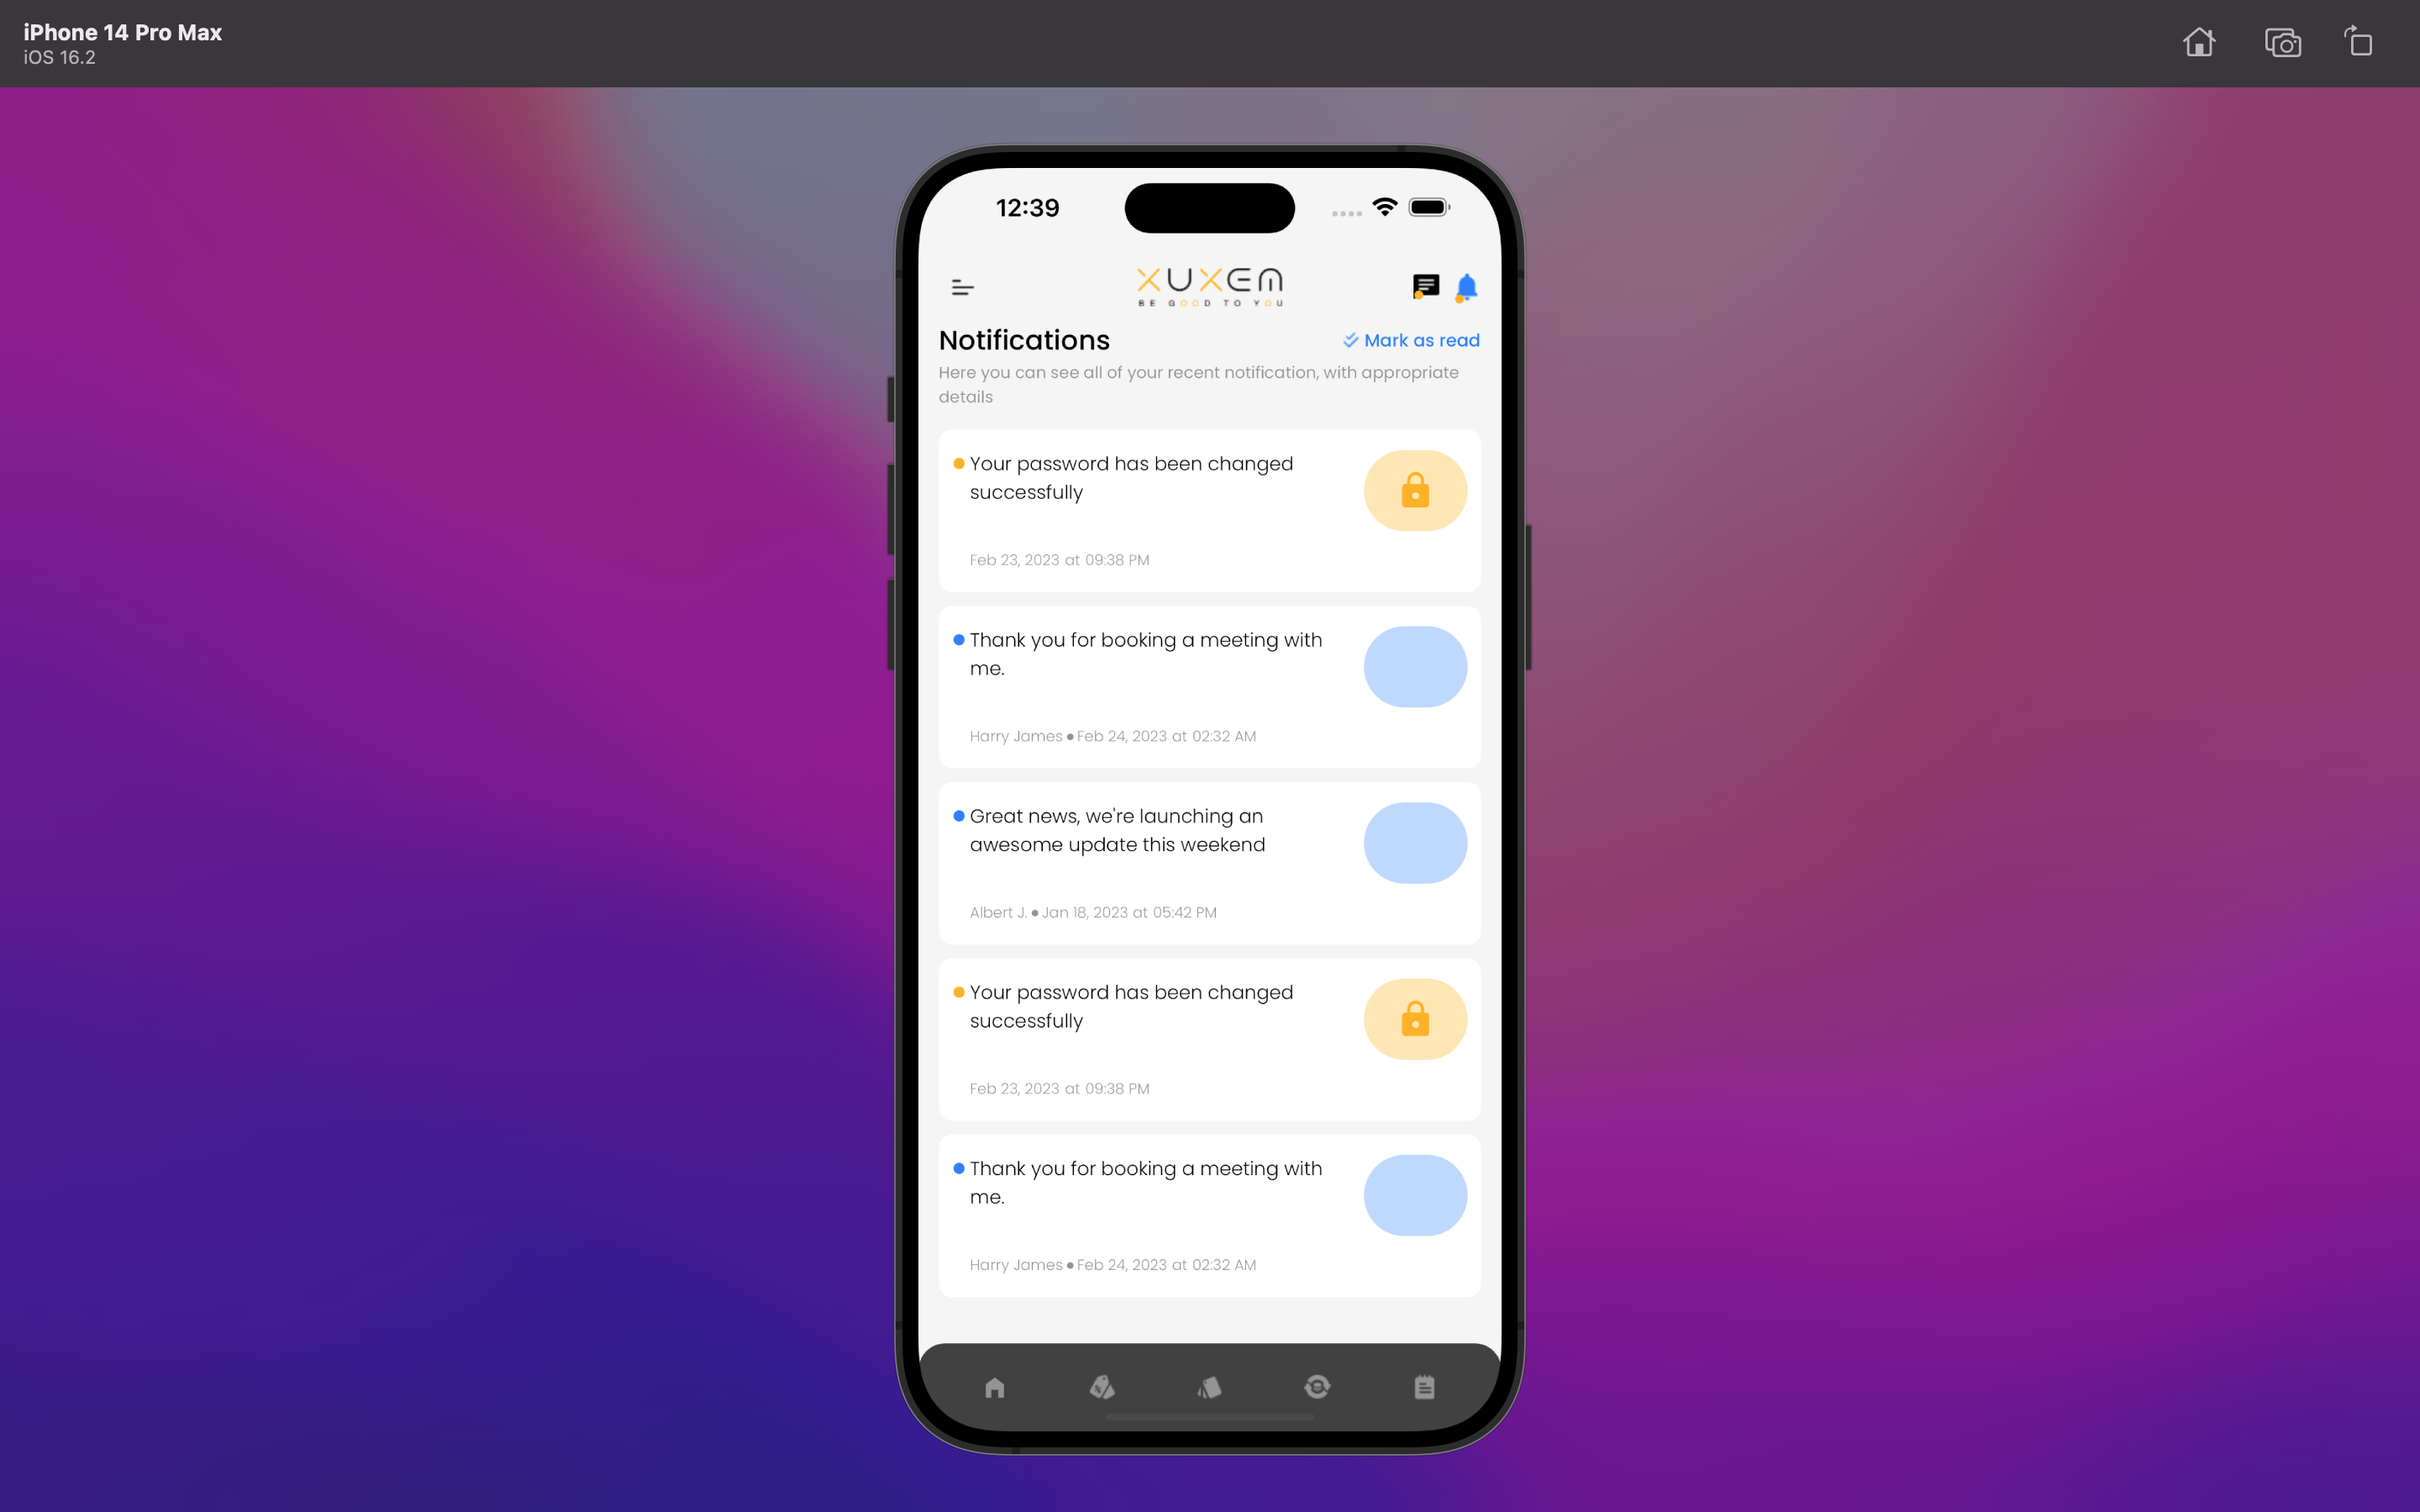 iPhone 14 Pro Max
iOS 16.2
12:39
XUXEM
BE GOOD TO YOU
Notifications
Mark as read
Here you can see all of your recent notification, with appropriate
details
Your password has been changed
successfully
Feb 23, 2023 at 09:38 PM
Thank you for booking a meeting with
me.
Harry James ● Feb 24, 2023 at 02:32 AM
Great news, we're launching an
awesome update this weekend
Albert J. ● Jan 18, 2023 at 05:42 PM
Your password has been changed
successfully
Feb 23, 2023 at 09:38 PM
Thank you for booking a meeting with
me.
Harry James ● Feb 24, 2023 at 02:32 AM